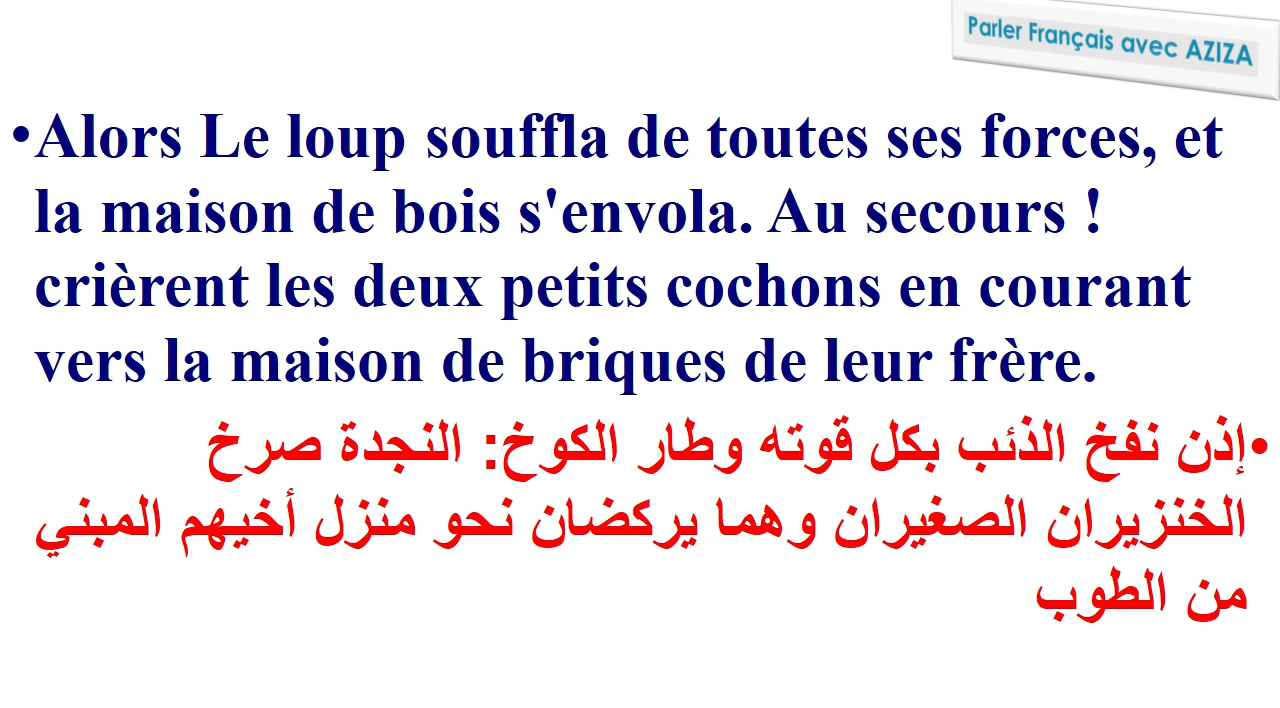 Parler Français avec AZIZA
•Alors Le loup souffla de toutes ses forces, et
la maison de bois s'envola. Au secours !
crièrent les deux petits cochons en courant
vers la maison de briques de leur frère.
•إذن نفخ الذئب بكل قوته وطار الكوخ: النجدة صرخ
الخنزيران الصغيران وهما يركضان نحو منزل أخيهم المبني
من الطوب